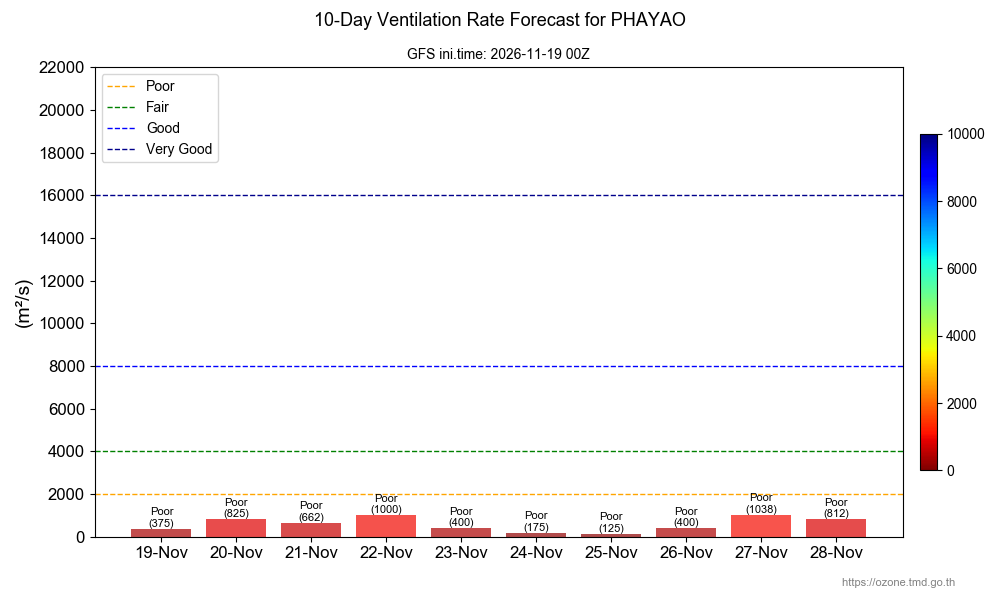 10-Day Ventilation Rate Forecast for PHAYAO
GFS ini.time: 2026-11-19 00Z
22000
20000
18000
16000
14000
12000
10000
8000
6000
4000
2000
0
(m²/s)
Poor
Fair
Good
Very Good
Poor
(375)
Poor
(825)
Poor
(662)
Poor
(1000)
Poor
(400)
Poor
(175)
Poor
(125)
Poor
(400)
Poor
(1038)
Poor
(812)
19-Nov
20-Nov
21-Nov
22-Nov
23-Nov
24-Nov
25-Nov
26-Nov
27-Nov
28-Nov
10000
8000
6000
4000
2000
0
https://ozone.tmd.go.th